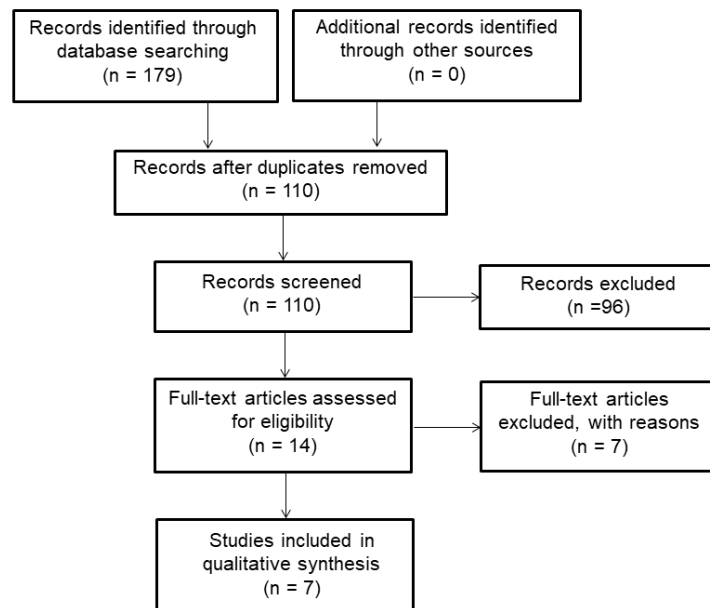 Records identified through
database searching
(n = 179)
Additional records identified
through other sources
(n = 0)
Records after duplicates removed
(n = 110)
Records screened
(n = 110)
Records excluded
(n =96)
Full-text articles assessed
for eligibility
(n = 14)
Full-text articles
excluded, with reasons
(n = 7)
Studies included in
qualitative synthesis
(n = 7)